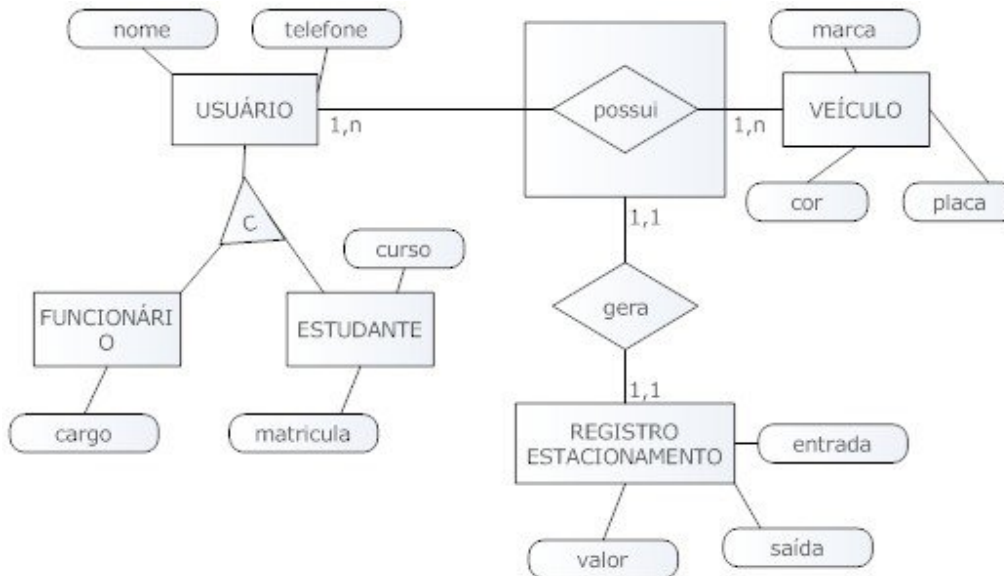 nome
telefone
marca
USUÁRIO
possui
VEÍCULO
1,n
1,n
cor
placa
C
1,1
curso
FUNCIONÁRI
O
ESTUDANTE
gera
1,1
cargo
matricula
REGISTRO
ESTACIONAMENTO
entrada
valor
saída